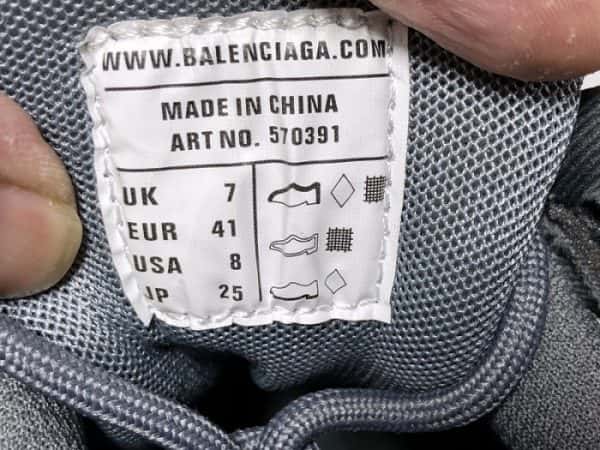 WWW.BALENCIAGA.COM
MADE IN CHINA
ART NO. 570391
UK 7
EUR 41
USA 8
JP 25